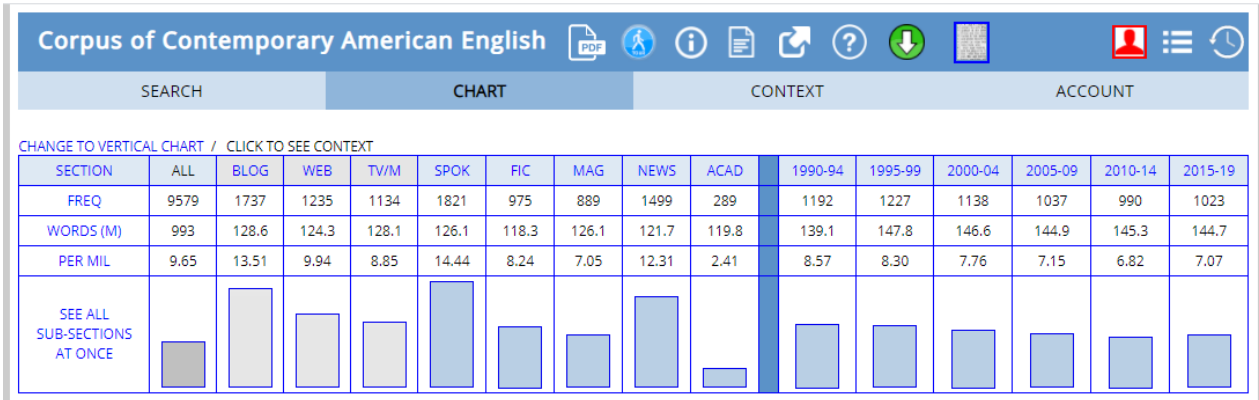 Corpus of Contemporary American English PDF
SEARCH CHART CONTEXT ACCOUNT
CHANGE TO VERTICAL CHART / CLICK TO SEE CONTEXT
SECTION ALL BLOG WEB TV/M SPOK FIC MAG NEWS ACAD 1990-94 1995-99 2000-04 2005-09 2010-14 2015-19
FREQ 9579 1737 1235 1134 1821 975 889 1499 289 1192 1227 1138 1037 990 1023
WORDS (M) 993 128.6 124.3 128.1 126.1 118.3 126.1 121.7 119.8 139.1 147.8 146.6 144.9 145.3 144.7
PER MIL 9.65 13.51 9.94 8.85 14.44 8.24 7.05 12.31 2.41 8.57 8.30 7.76 7.15 6.82 7.07
SEE ALL
SUB-SECTIONS
AT ONCE